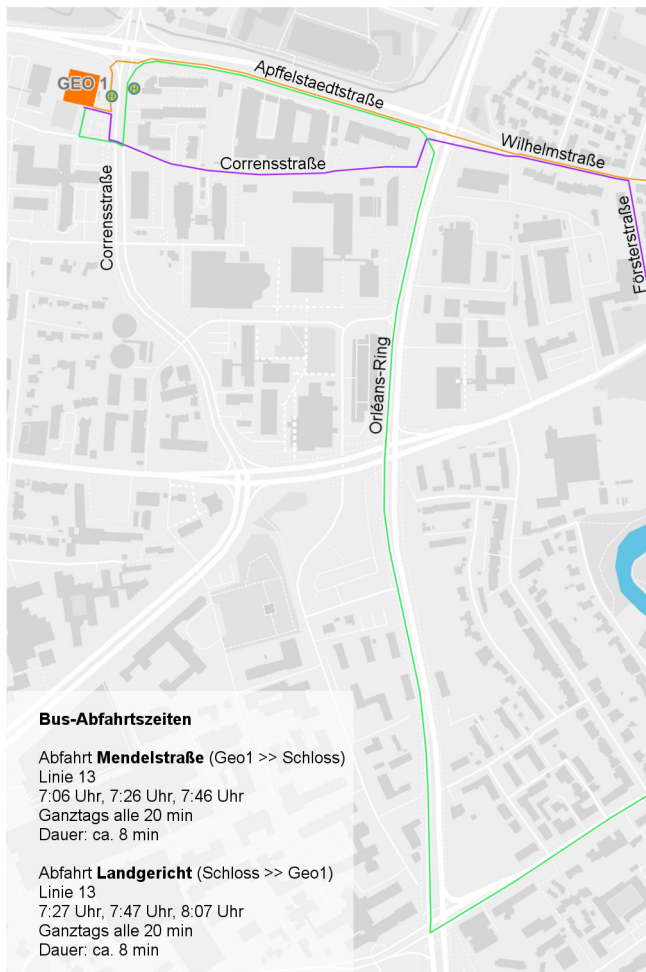 Apffelstaedtstraße
GEO 1
H
H
Wilhelmstraße
Corrensstraße
Corrensstraße
Försterstraße
Orléans-Ring
Bus-Abfahrtszeiten
Abfahrt Mendelstraße (Geo1 >> Schloss)
Linie 13
7:06 Uhr, 7:26 Uhr, 7:46 Uhr
Ganztags alle 20 min
Dauer: ca. 8 min
Abfahrt Landgericht (Schloss >> Geo1)
Linie 13
7:27 Uhr, 7:47 Uhr, 8:07 Uhr
Ganztags alle 20 min
Dauer: ca. 8 min